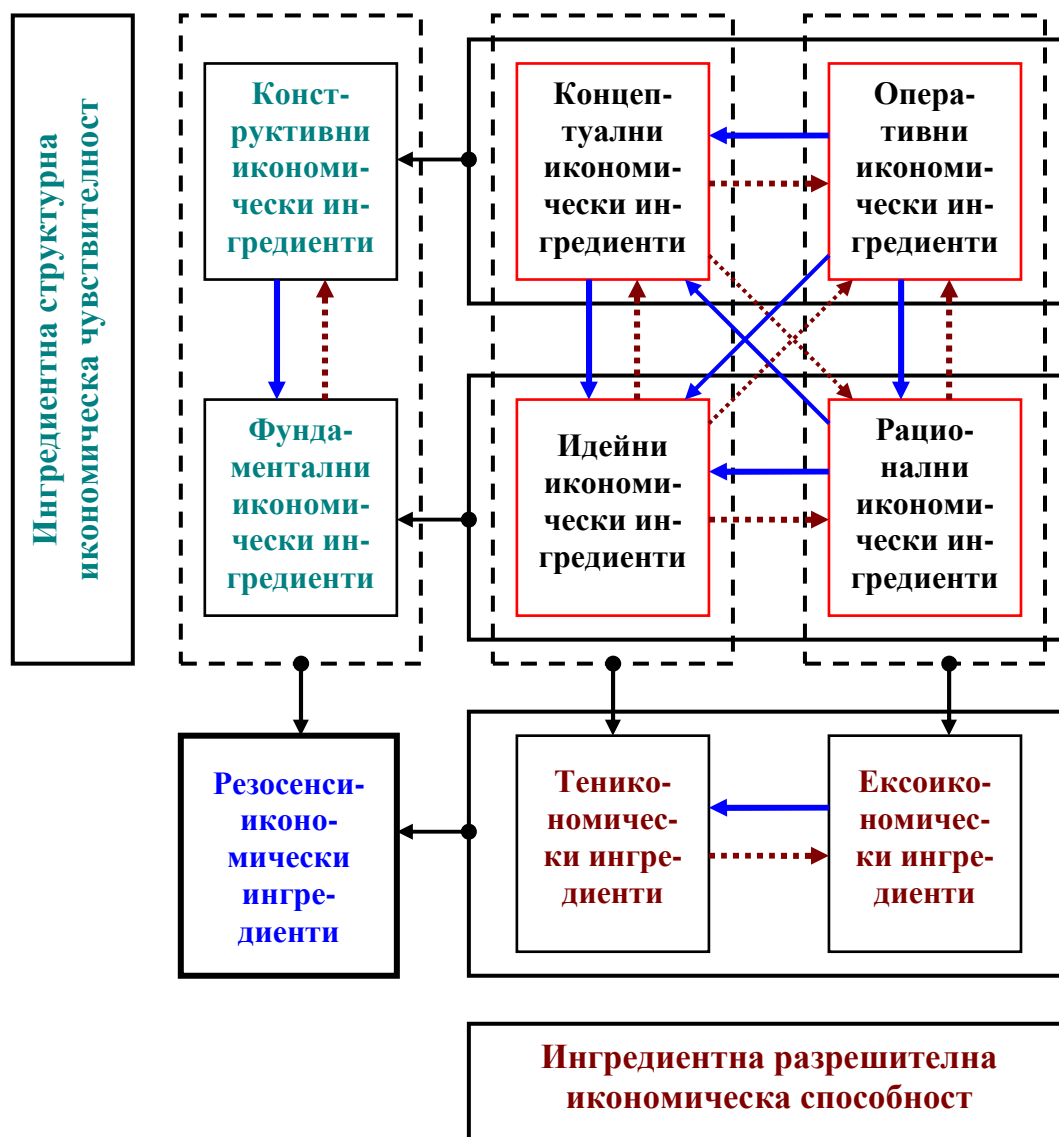 Ингредиентна структурна
икономическа чувствителност
Конст-
руктивни
икономи-
чески ин-
гредиенти
Концеп-
туални
икономи-
чески ин-
гредиенти
Опера-
тивни
икономи-
чески ин-
гредиенти
Фунда-
ментални
икономи-
чески ин-
гредиенти
Идейни
икономи-
чески ин-
гредиенти
Рацио-
нални
икономи-
чески ин-
гредиенти
Резосенси-
иконо-
мически
ингре-
диенти
Тенико-
номичес-
ки ингре-
диенти
Ексоико-
номичес-
ки ингре-
диенти
Ингредиентна разрешителна
икономическа способност